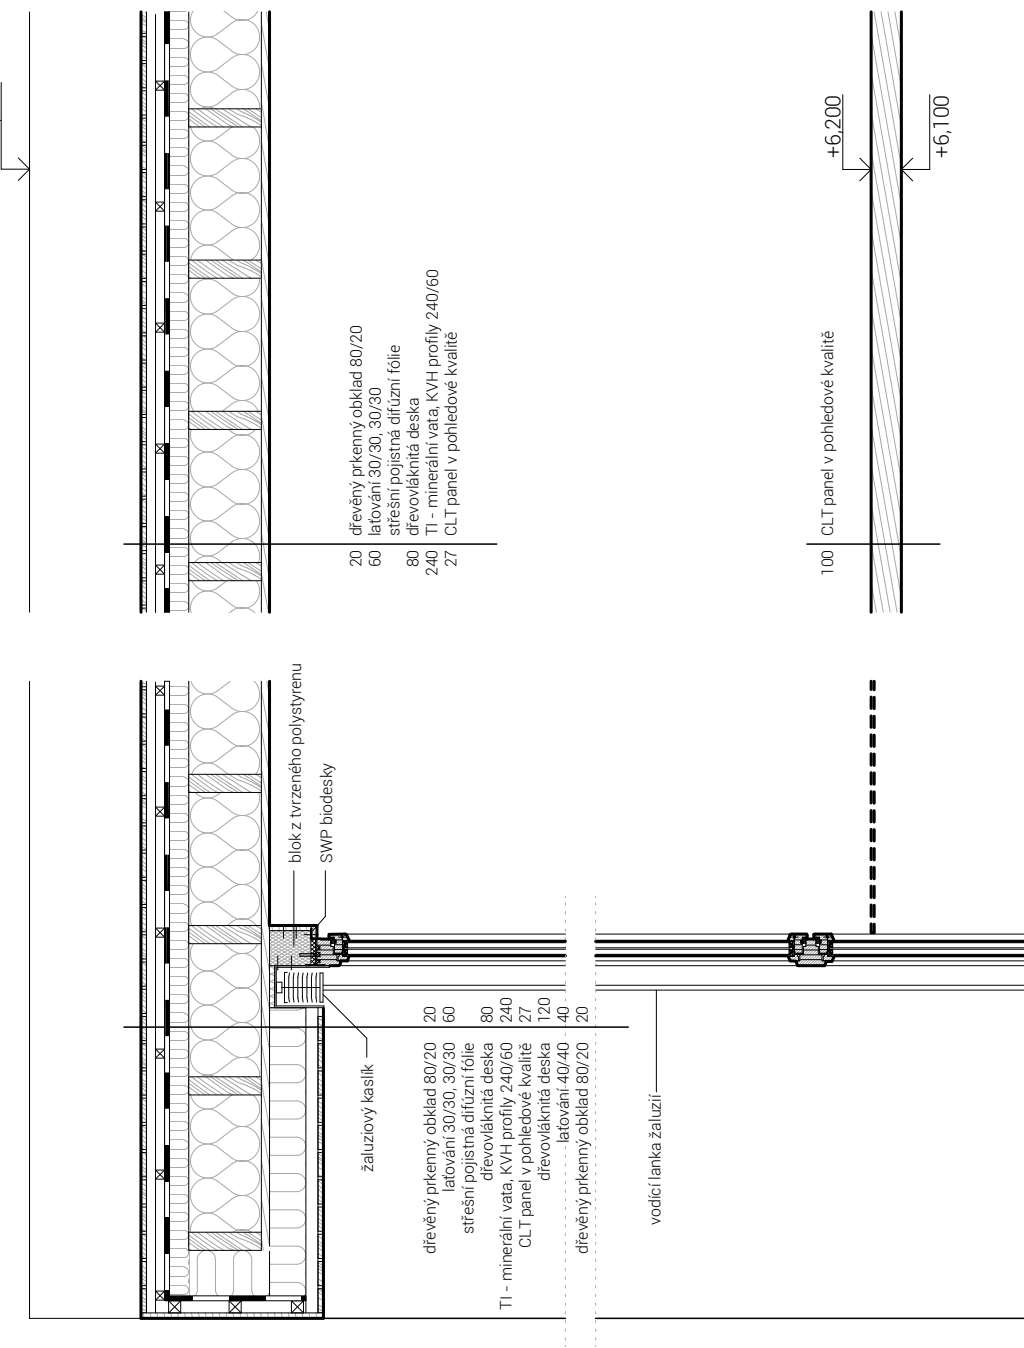 +6,200
+6,100
20 dřevěný prkenný obklad 80/20
60 laťování 30/30, 30/30
střešní pojistná difúzní fólie
80 dřevovláknitá deska
240 TI - minerální vata, KVH profily 240/60
27 CLT panel v pohledové kvalitě
100 CLT panel v pohledové kvalitě
blok z tvrzeného polystyrenu
SWP biodesky
žaluziový kaslík
dřevěný prkenný obklad 80/20 20
laťování 30/30, 30/30 60
střešní pojistná difúzní fólie
dřevovláknitá deska 80
TI - minerální vata, KVH profily 240/60 240
CLT panel v pohledové kvalitě 27
dřevovláknitá deska 120
laťování 40/40 40
dřevěný prkenný obklad 80/20 20
vodící lanka žaluzií